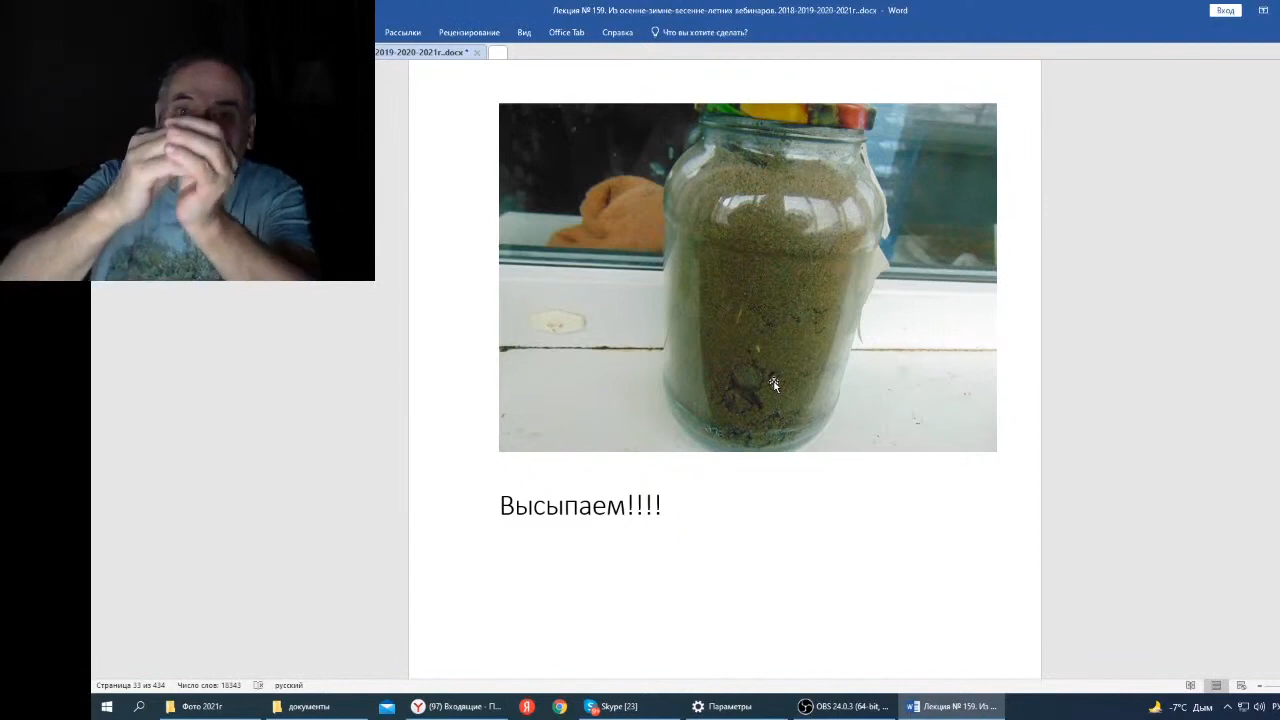 Лекция № 159. Из осенне-зимне-весенне-летних вебинаров. 2018-2019-2020-2021г..docx - Word
Вход
Рассылки Рецензирование Вид Office Tab Справка Что вы хотите сделать?
2019-2020-2021г..docx *
Высыпаем!!!!
Страница 33 из 434 Число слов: 18343 русский
Фото 2021г документы (97) Входящие - П... Skype [23] Параметры OBS 24.0.3 (64-bit, ... Лекция № 159. Из ... -7°C Дым